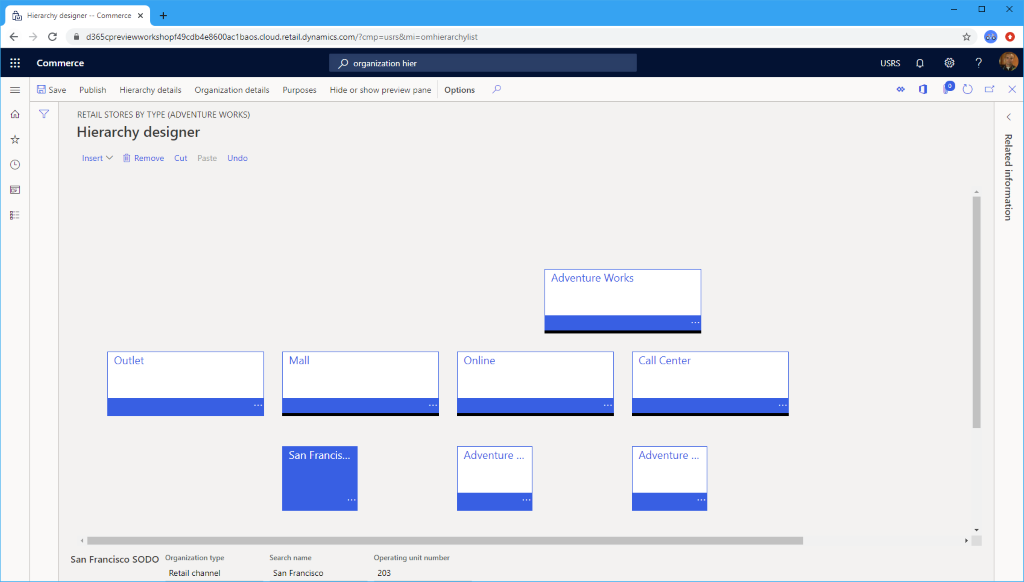 Hierarchy designer -- Commerce
d365cpreviewworkshopf49cdb4e8600ac1baos.cloud.retail.dynamics.com/?cmp=usrs&mi=omhierarchylist
Commerce
organization hier
USRS
?
Save Publish Hierarchy details Organization details Purposes Hide or show preview pane Options
0
RETAIL STORES BY TYPE (ADVENTURE WORKS)
Hierarchy designer
Insert Remove Cut Paste Undo
Related information
Adventure Works
...
Outlet Mall Online Call Center
... ... ... ...
San Francis... Adventure ... Adventure ...
... ... ...
San Francisco SODO Organization type Search name Operating unit number
Retail channel San Francisco 203